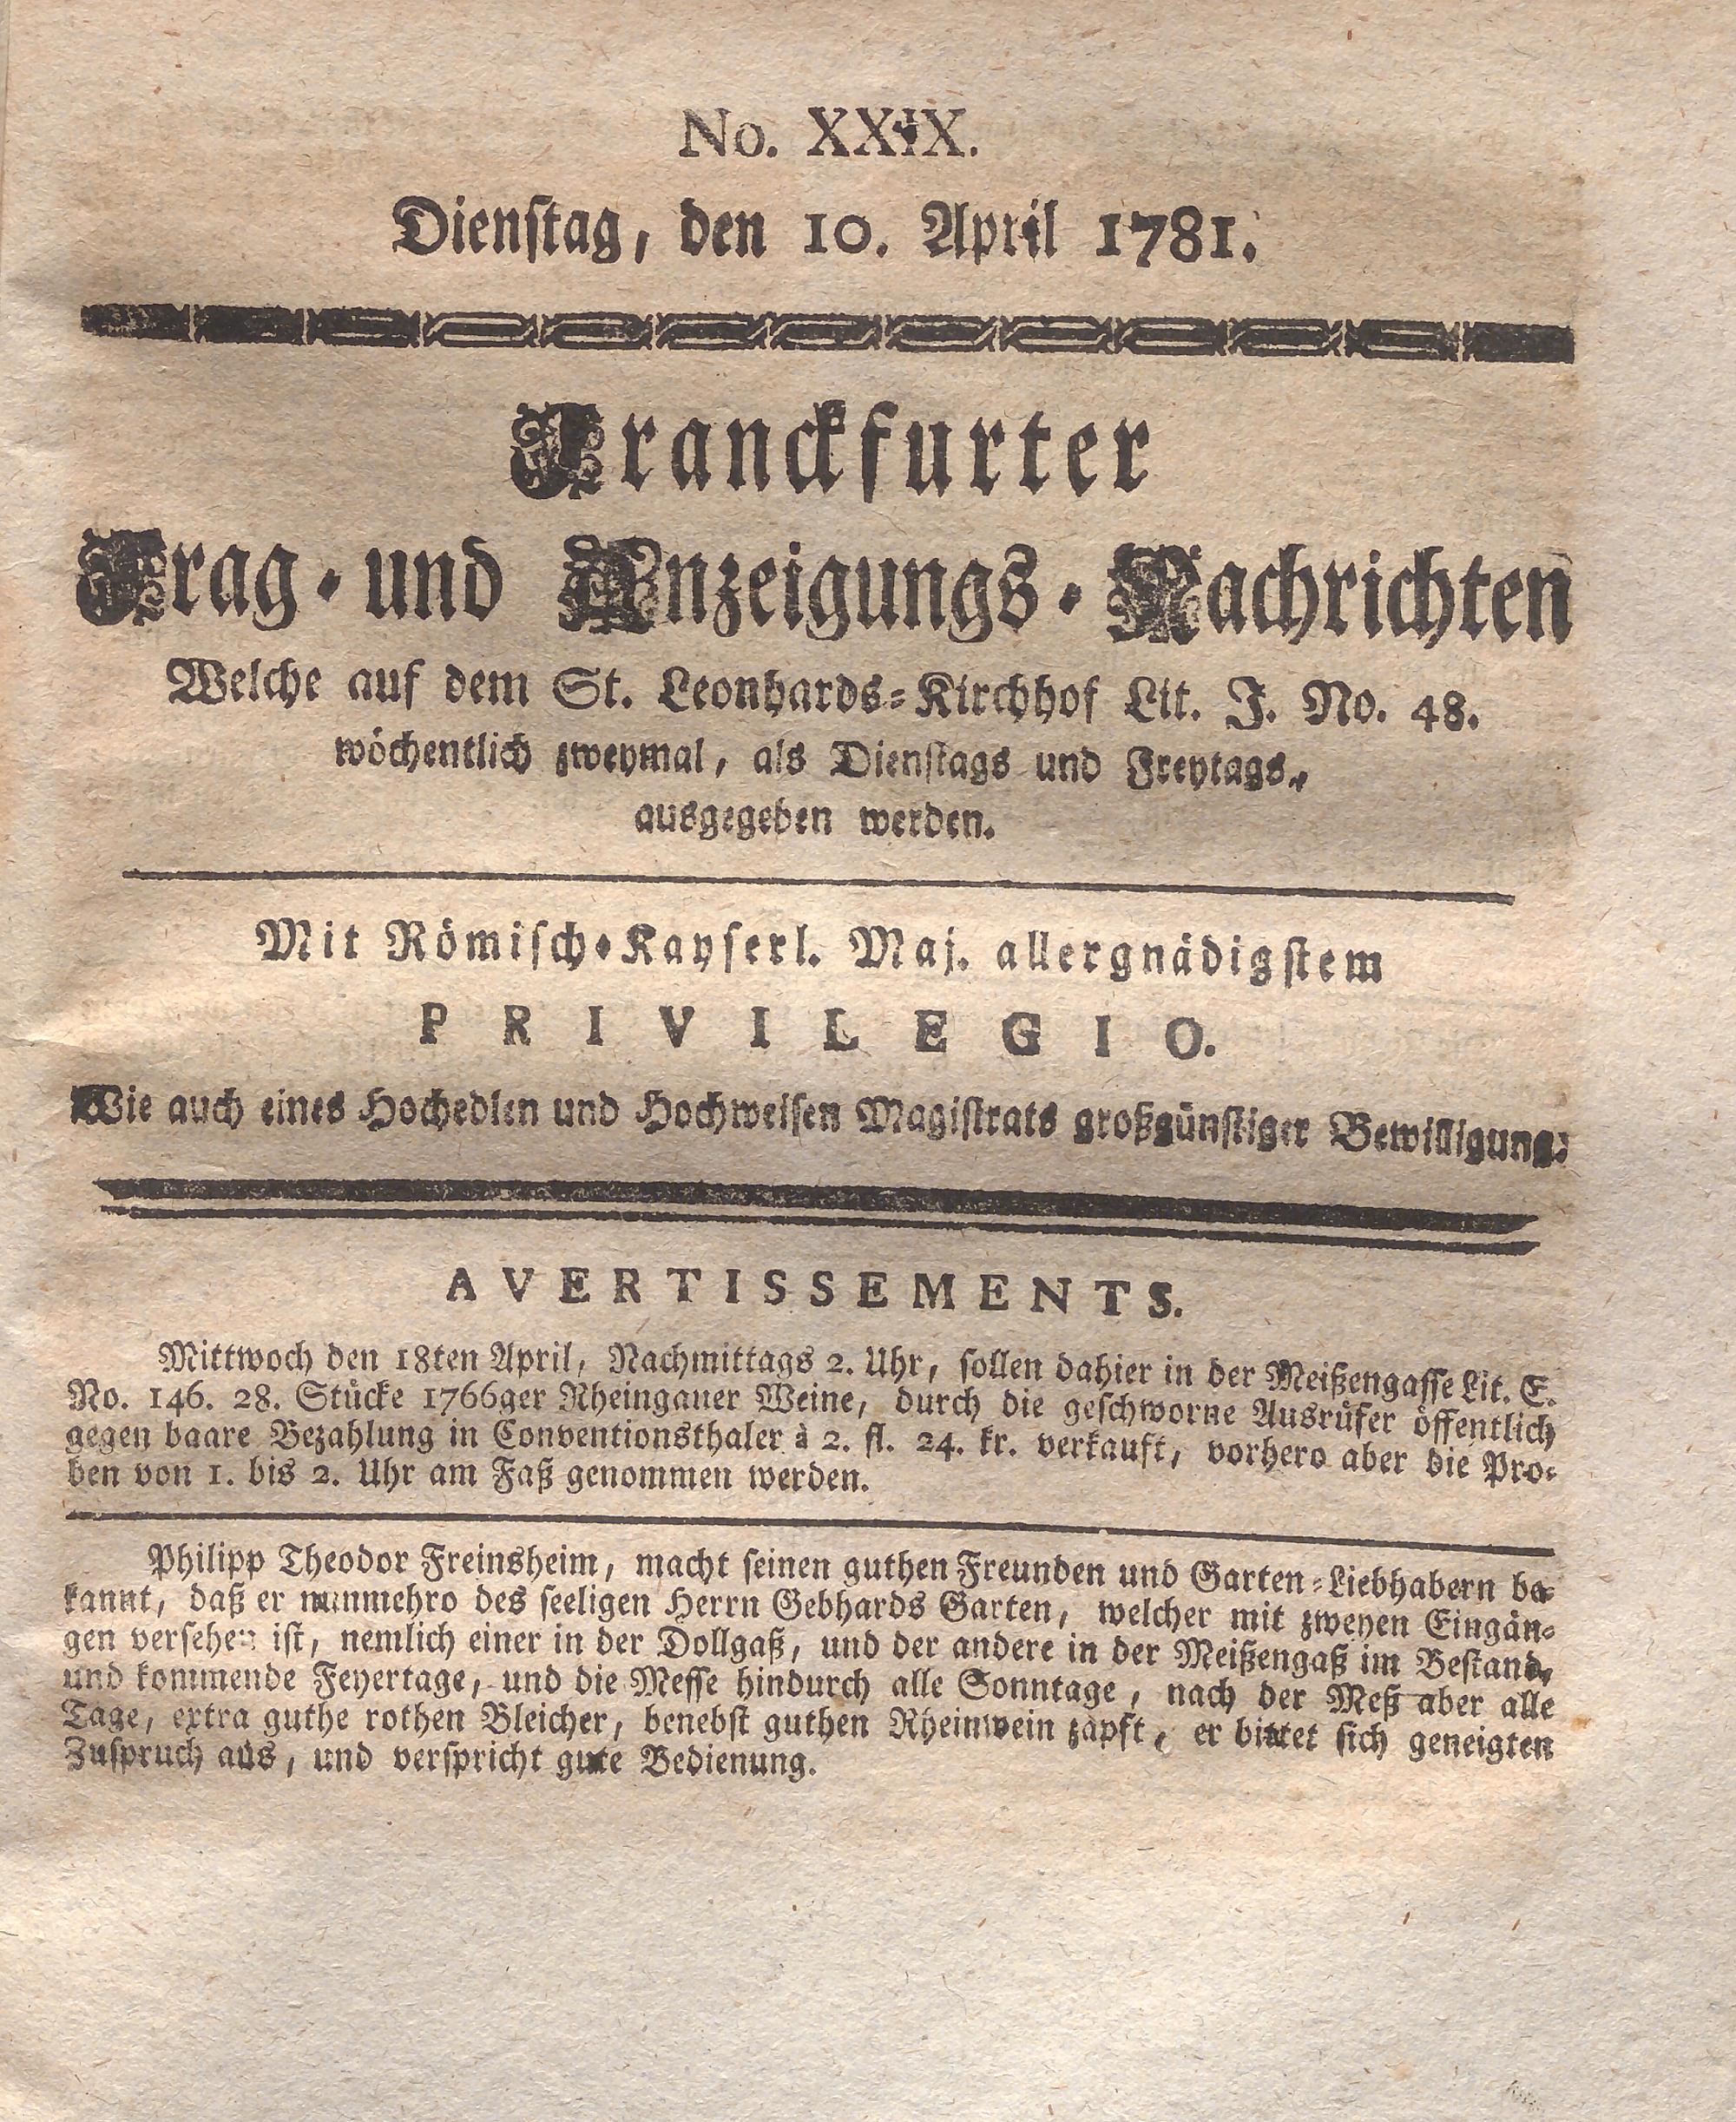 No. XXIX.
Dienstag, den 10. April 1781.
Franckfurter
Frag- und Anzeigungs-Nachrichten
Welche auf dem St. Leonhards-Kirchhof Lit. J. No. 48.
wöchentlich zweymal, als Dienstags und Freytags,
ausgegeben werden.
Mit Römisch-Kayserl. Maj. allergnädigstem
PRIVILEGIO.
Wie auch eines Hochedlen und Hochweisen Magistrats großgünstiger Bewilligung.
AVERTISSEMENTS.
Mittwoch den 18ten April, Nachmittags 2. Uhr, sollen dahier in der Meißengasse Lit. E.
No. 146. 28. Stücke 1766ger Rheingauer Weine, durch die geschworne Ausrüfer öffentlich
gegen baare Bezahlung in Conventionsthaler à 2. fl. 24. kr. verkauft, vorhero aber die Pro-
ben von 1. bis 2. Uhr am Faß genommen werden.
Philipp Theodor Freinsheim, macht seinen guthen Freunden und Garten-Liebhabern be-
kannt, daß er nunmehro des seeligen Herrn Gebhards Garten, welcher mit zweyen Eingän-
gen versehen ist, nemlich einer in der Dollgaß, und der andere in der Meißengaß im Bestand,
und kommende Feyertage, und die Messe hindurch alle Sonntage, nach der Meß aber alle
Tage, extra guthe rothen Bleicher, benebst guthen Rheinwein zapft, er bittet sich geneigten
Zuspruch aus, und verspricht gute Bedienung.